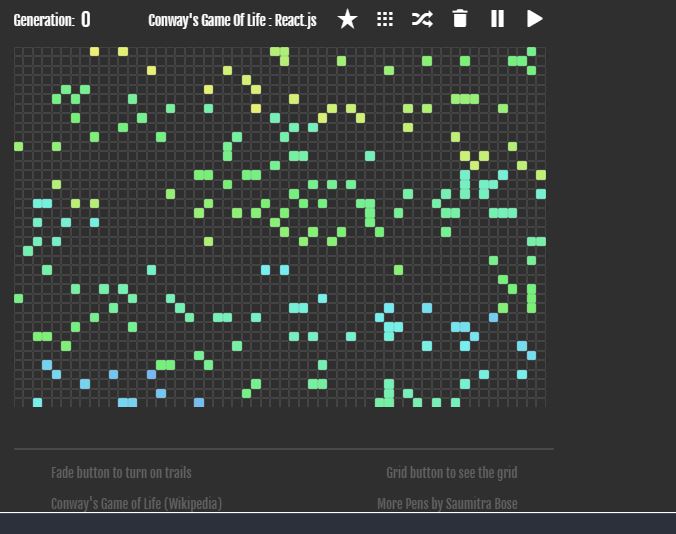 Generation: 0 Conway's Game Of Life : React.js
Fade button to turn on trails Grid button to see the grid
Conway's Game of Life (Wikipedia) More Pens by Saumitra Bose